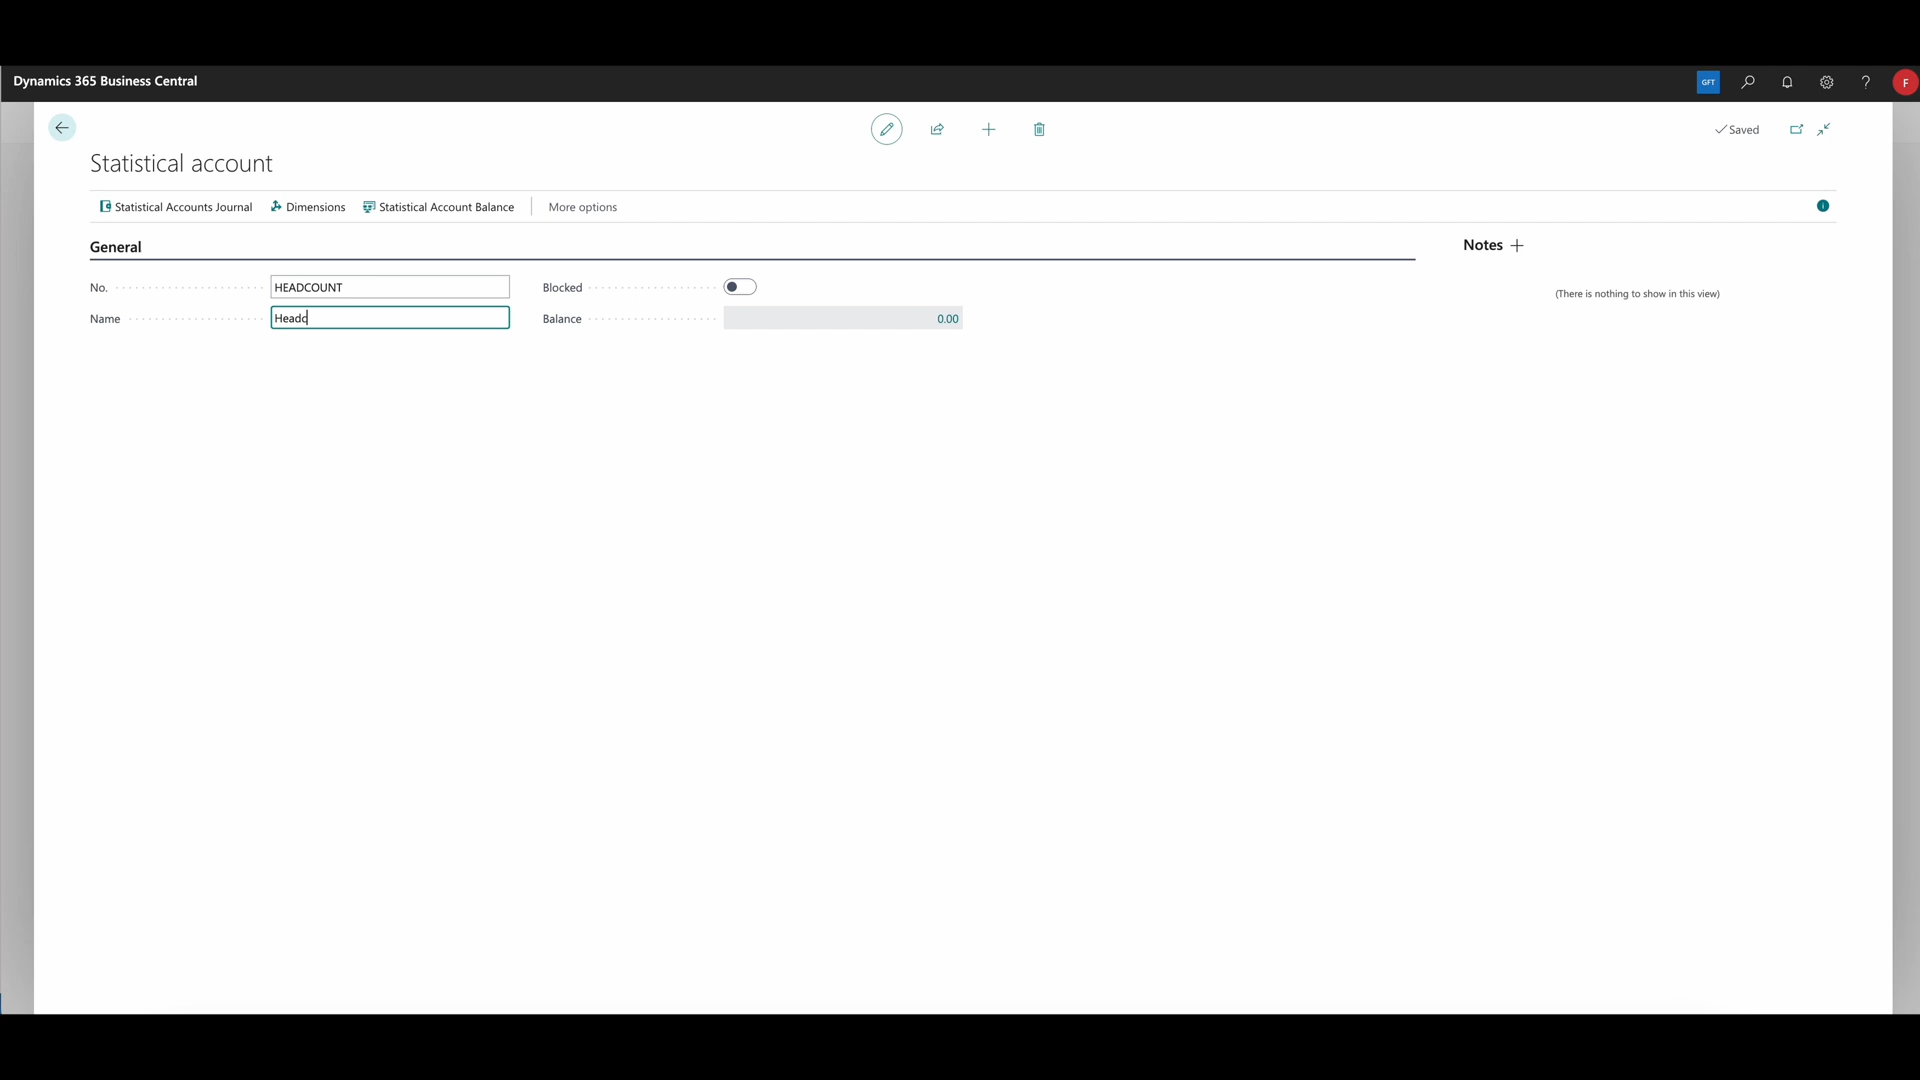 Dynamics 365 Business Central
GFT
?
F
Saved
Statistical account
Statistical Accounts Journal
Dimensions
Statistical Account Balance
More options
General
Notes
No.
HEADCOUNT
Blocked
(There is nothing to show in this view)
Name
Headc
Balance
0.00